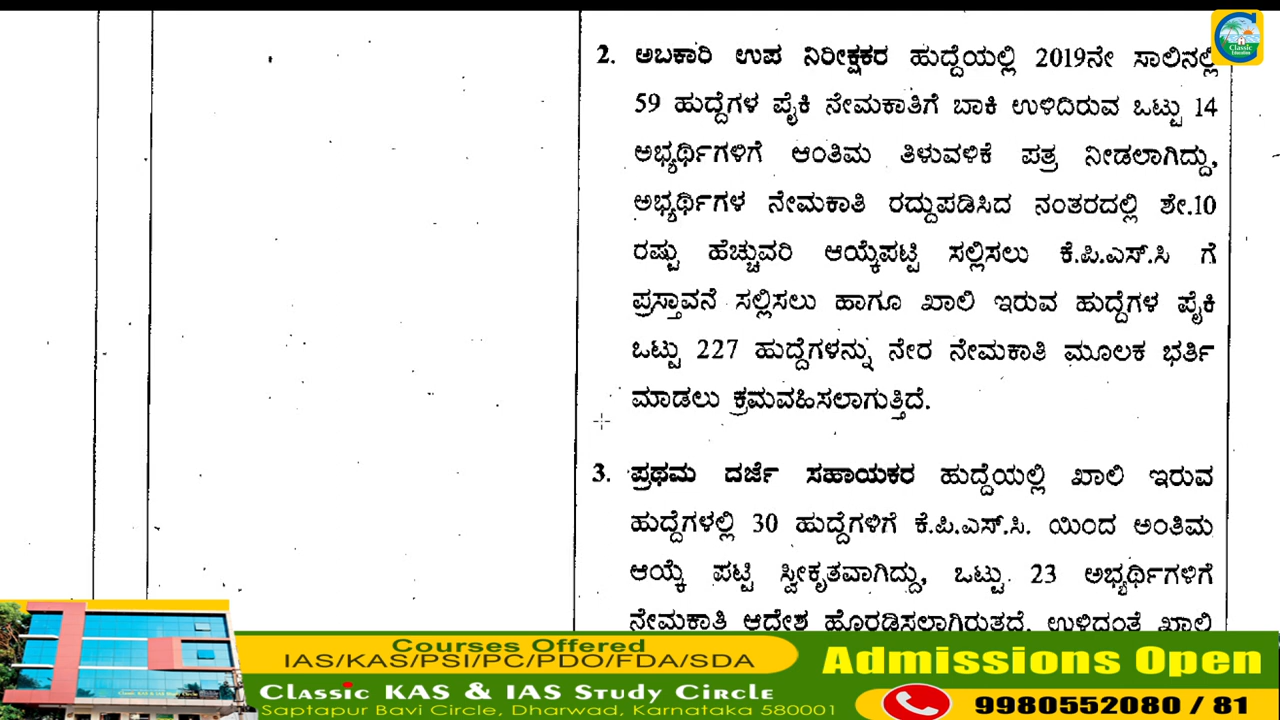 Classic
Education
2. ಅಬಕಾರಿ ಉಪ ನಿರೀಕ್ಷಕರ ಹುದ್ದೆಯಲ್ಲಿ 2019ನೇ ಸಾಲಿನಲ್ಲಿ
59 ಹುದ್ದೆಗಳ ಪೈಕಿ ನೇಮಕಾತಿಗೆ ಬಾಕಿ ಉಳಿದಿರುವ ಒಟ್ಟು 14
ಅಭ್ಯರ್ಥಿಗಳಿಗೆ ಆಂತಿಮ ತಿಳುವಳಿಕೆ ಪತ್ರ ನೀಡಲಾಗಿದ್ದು,
ಅಭ್ಯರ್ಥಿಗಳ ನೇಮಕಾತಿ ರದ್ದುಪಡಿಸಿದ ನಂತರದಲ್ಲಿ ಶೇ.10
ರಷ್ಟು ಹೆಚ್ಚುವರಿ ಆಯ್ಕೆಪಟ್ಟಿ ಸಲ್ಲಿಸಲು ಕೆ.ಪಿ.ಎಸ್.ಸಿ ಗೆ
ಪ್ರಸ್ತಾವನೆ ಸಲ್ಲಿಸಲು ಹಾಗೂ ಖಾಲಿ ಇರುವ ಹುದ್ದೆಗಳ ಪೈಕಿ
ಒಟ್ಟು 227 ಹುದ್ದೆಗಳನ್ನು ನೇರ ನೇಮಕಾತಿ ಮೂಲಕ ಭರ್ತಿ
ಮಾಡಲು ಕ್ರಮವಹಿಸಲಾಗುತ್ತಿದೆ.
3. ಪ್ರಥಮ ದರ್ಜೆ ಸಹಾಯಕರ ಹುದ್ದೆಯಲ್ಲಿ ಖಾಲಿ ಇರುವ
ಹುದ್ದೆಗಳಲ್ಲಿ 30 ಹುದ್ದೆಗಳಿಗೆ ಕೆ.ಪಿ.ಎಸ್.ಸಿ. ಯಿಂದ ಅಂತಿಮ
ಆಯ್ಕೆ ಪಟ್ಟಿ ಸ್ವೀಕೃತವಾಗಿದ್ದು, ಒಟ್ಟು 23 ಅಭ್ಯರ್ಥಿಗಳಿಗೆ
ನೇಮಕಾತಿ ಆದೇಶ ಹೊರಡಿಸಲಾಗಿರುತ್ತದೆ. ಉಳಿದಂತೆ ಖಾಲಿ
Courses Offered
IAS/KAS/PSI/PC/PDO/FDA/SDA
Admissions Open
Classic KAS & IAS Study Circle
Saptapur Bavi Circle, Dharwad, Karnataka 580001
9980552080 / 81